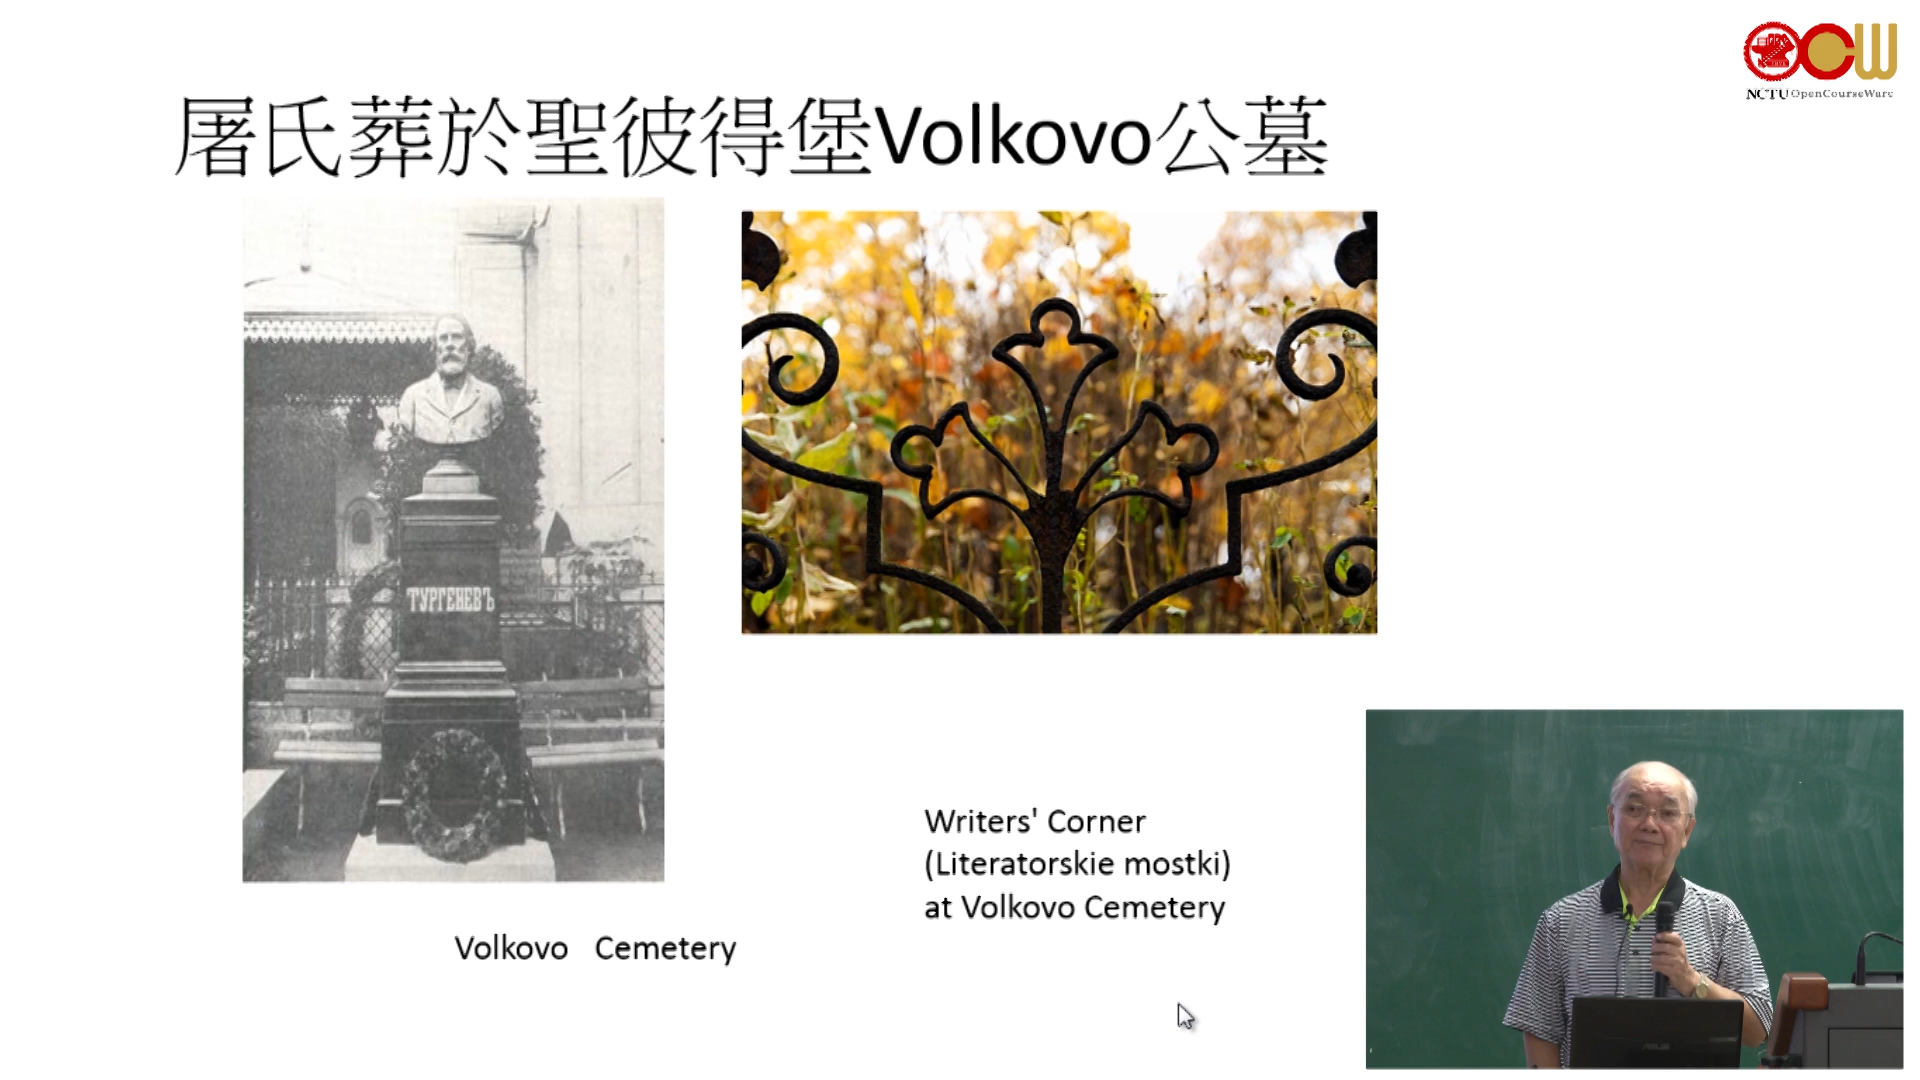 NCTU OpenCourseWare
屠氏葬於聖彼得堡Volkovo公墓
ТУРГЕНЕВЪ
Writers' Corner
(Literatorskie mostki)
at Volkovo Cemetery
Volkovo Cemetery
ASUS